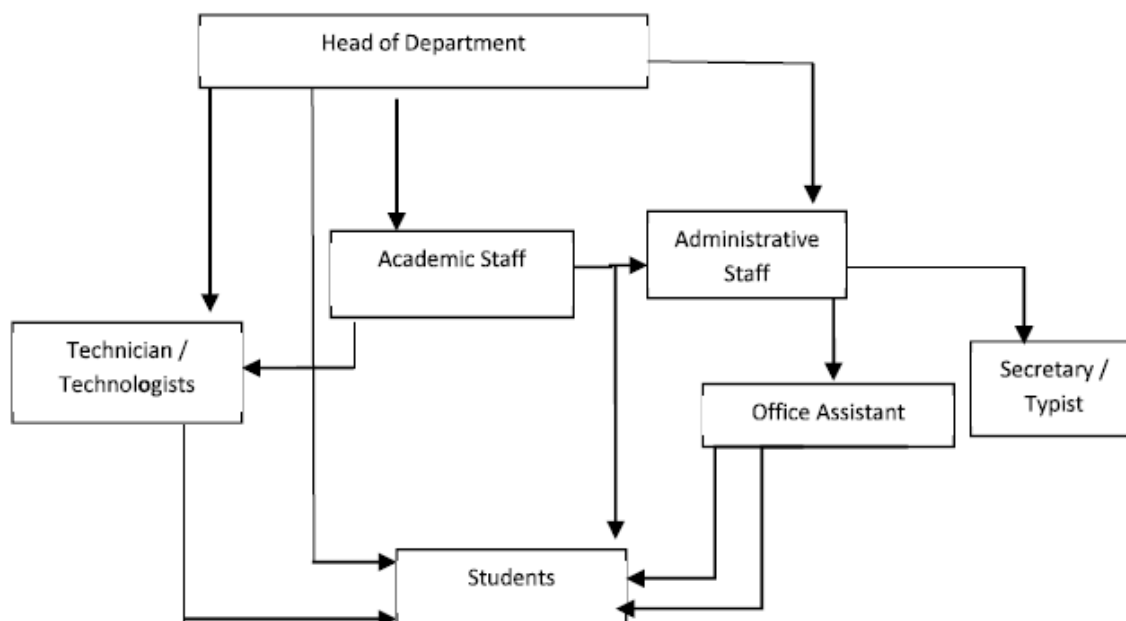 Head of Department
Academic Staff
Administrative
Staff
Technician /
Technologists
Secretary /
Typist
Office Assistant
Students